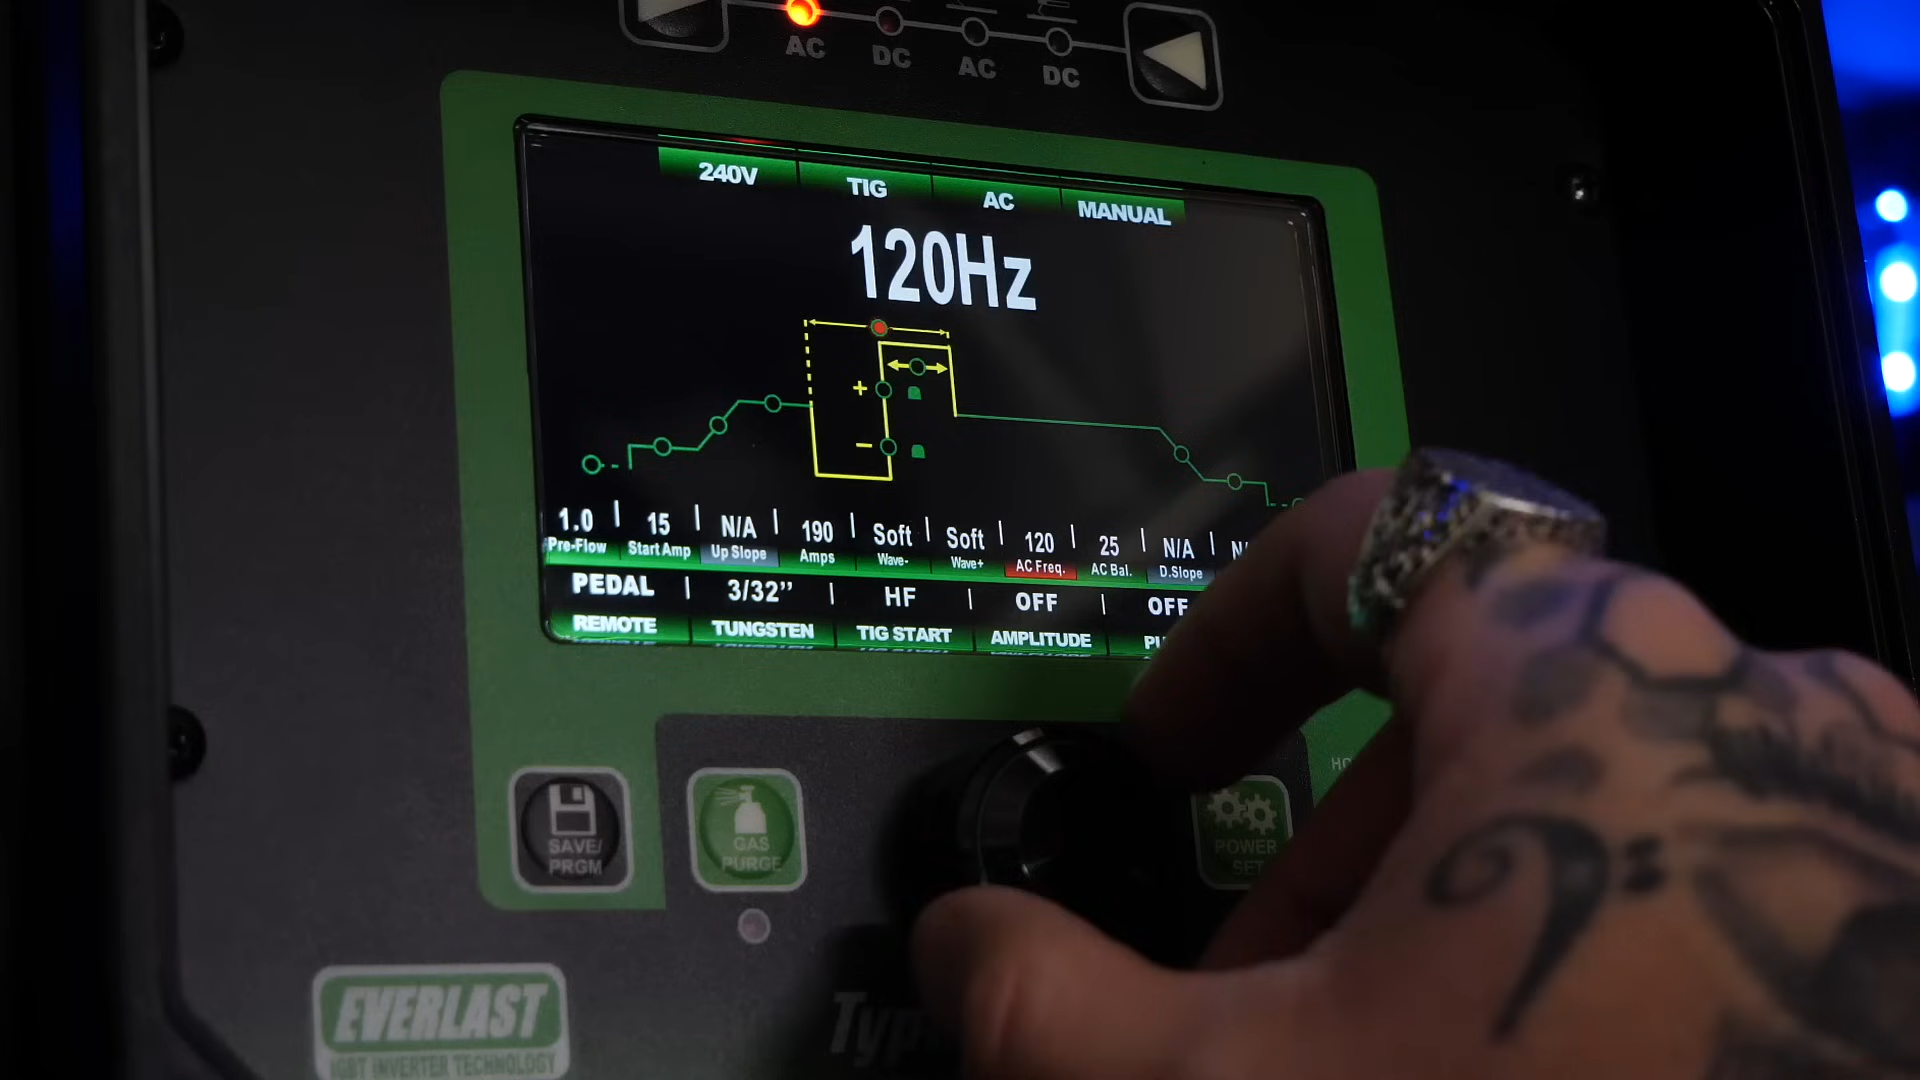 AC DC AC DC
240V TIG AC MANUAL
120Hz
+
−
1.0 | 15 | N/A | 190 | Soft | Soft | 120 | 25 | N/A |
Pre-Flow Start Amp Up Slope Amps Wave- Wave+ AC Freq. AC Bal. D.Slope
PEDAL | 3/32” | HF | OFF | OFF
REMOTE TUNGSTEN TIG START AMPLITUDE
SAVE/
PRGM
GAS
PURGE
POWER
SET
EVERLAST
IGBT INVERTER TECHNOLOGY